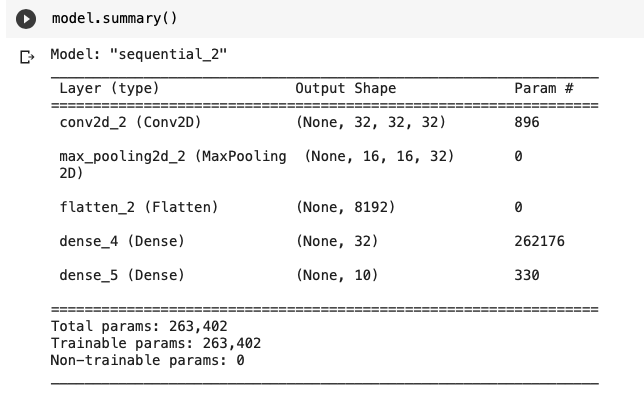 model.summary()
Model: "sequential_2"
Layer (type) Output Shape Param #
conv2d_2 (Conv2D) (None, 32, 32, 32) 896
max_pooling2d_2 (MaxPooling (None, 16, 16, 32) 0
2D)
flatten_2 (Flatten) (None, 8192) 0
dense_4 (Dense) (None, 32) 262176
dense_5 (Dense) (None, 10) 330
Total params: 263,402
Trainable params: 263,402
Non-trainable params: 0